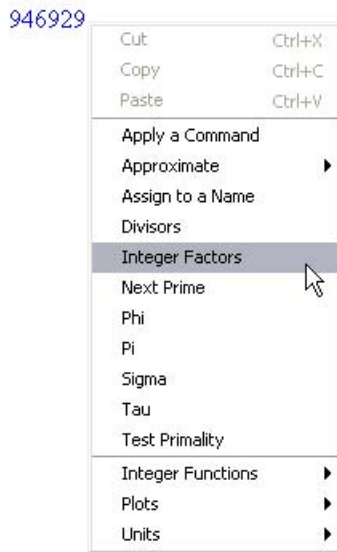 946929
Cut Ctrl+X
Copy Ctrl+C
Paste Ctrl+V
Apply a Command
Approximate
Assign to a Name
Divisors
Integer Factors
Next Prime
Phi
Pi
Sigma
Tau
Test Primality
Integer Functions
Plots
Units